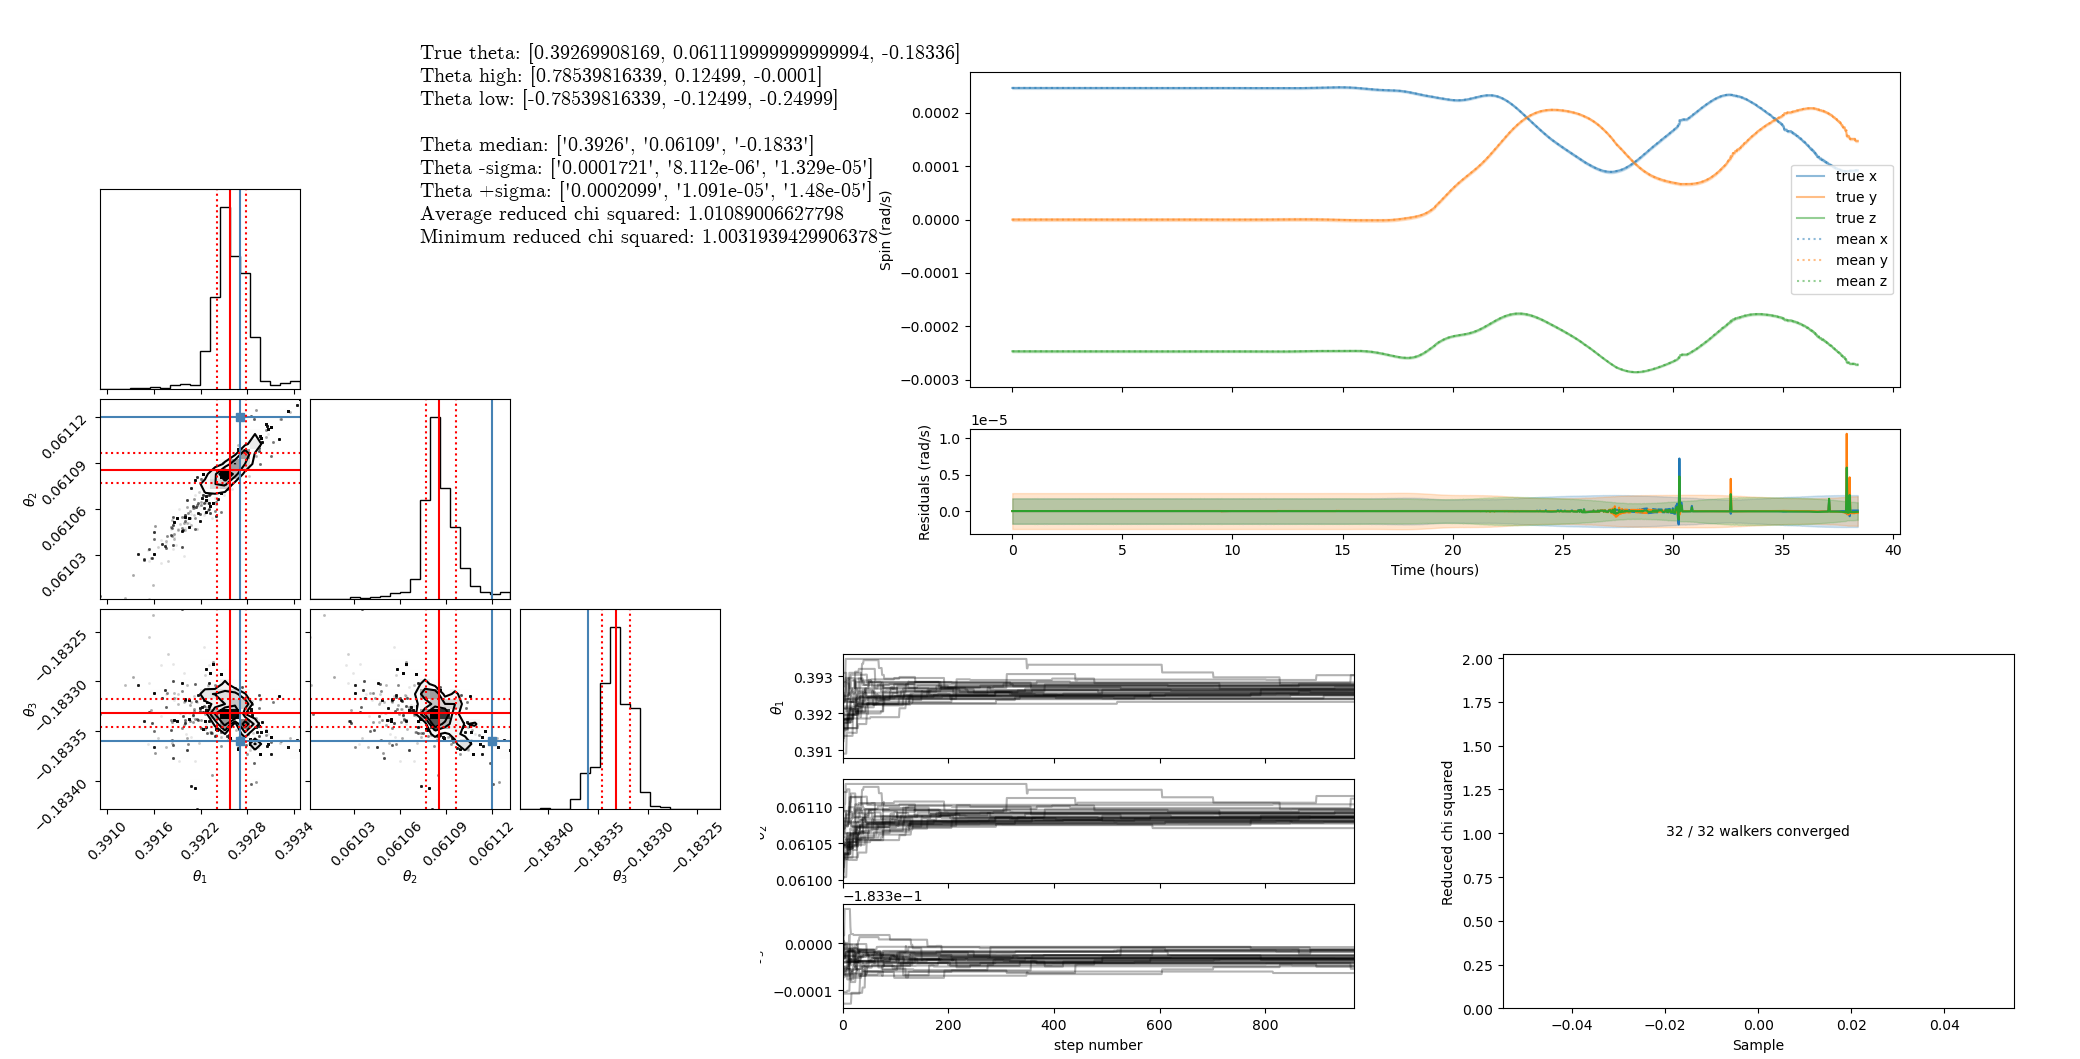 True theta: [0.39269908169, 0.061119999999999994, -0.18336]
Theta high: [0.78539816339, 0.12499, -0.0001]
Theta low: [-0.78539816339, -0.12499, -0.24999]
Theta median: ['0.3926', '0.06109', '-0.1833']
Theta -sigma: ['0.0001721', '8.112e-06', '1.329e-05']
Theta +sigma: ['0.0002099', '1.091e-05', '1.48e-05']
Average reduced chi squared: 1.01089006627798
Minimum reduced chi squared: 1.0031939429906378
0.0002
0.0001
0.0000
−0.0001
−0.0002
−0.0003
Spin (rad/s)
true x
true y
true z
mean x
mean y
mean z
1e−5
1.0
0.5
0.0
Residuals (rad/s)
0 5 10 15 20 25 30 35 40
Time (hours)
0.06112
0.06109
0.06106
0.06103
θ2
−0.18325
−0.18330
−0.18335
−0.18340
θ3
0.3910 0.3916 0.3922 0.3928 0.3934
θ1
0.06103 0.06106 0.06109 0.06112
θ2
−0.18340 −0.18335 −0.18330 −0.18325
θ3
0.393
0.392
0.391
θ1
0.06110
0.06105
0.06100
−1.833e−1
0.0000
−0.0001
0 200 400 600 800
step number
2.00
1.75
1.50
1.25
1.00
0.75
0.50
0.25
0.00
Reduced chi squared
32 / 32 walkers converged
−0.04 −0.02 0.00 0.02 0.04
Sample